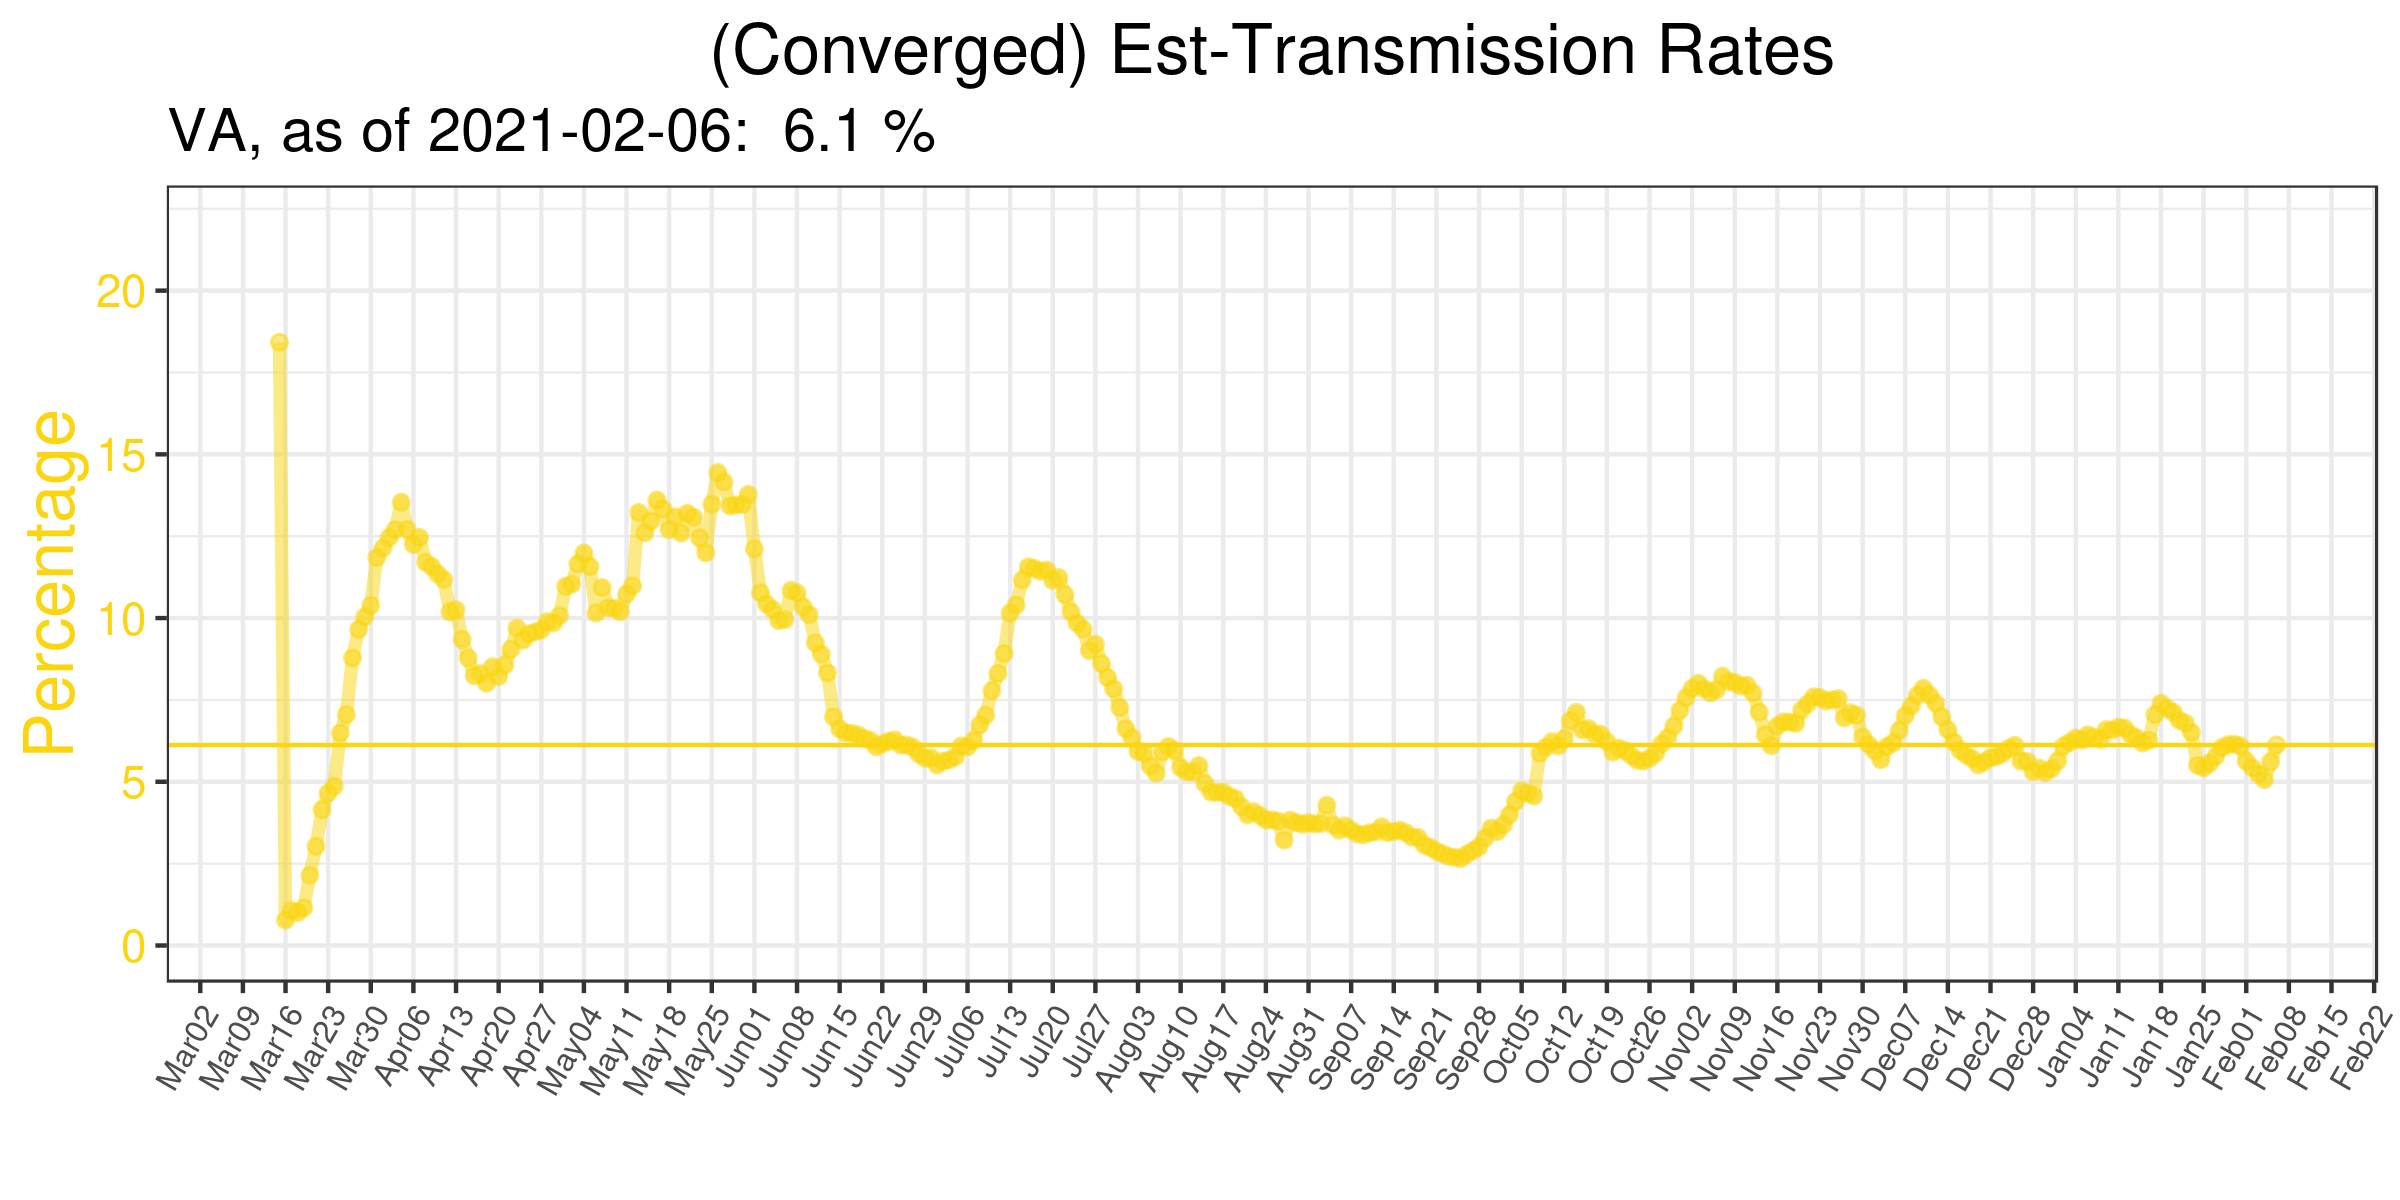 (Converged) Est-Transmission Rates
VA, as of 2021-02-06:  6.1 %
Percentage
20
15
10
5
0
Mar02
Mar09
Mar16
Mar23
Mar30
Apr06
Apr13
Apr20
Apr27
May04
May11
May18
May25
Jun01
Jun08
Jun15
Jun22
Jun29
Jul06
Jul13
Jul20
Jul27
Aug03
Aug10
Aug17
Aug24
Aug31
Sep07
Sep14
Sep21
Sep28
Oct05
Oct12
Oct19
Oct26
Nov02
Nov09
Nov16
Nov23
Nov30
Dec07
Dec14
Dec21
Dec28
Jan04
Jan11
Jan18
Jan25
Feb01
Feb08
Feb15
Feb22